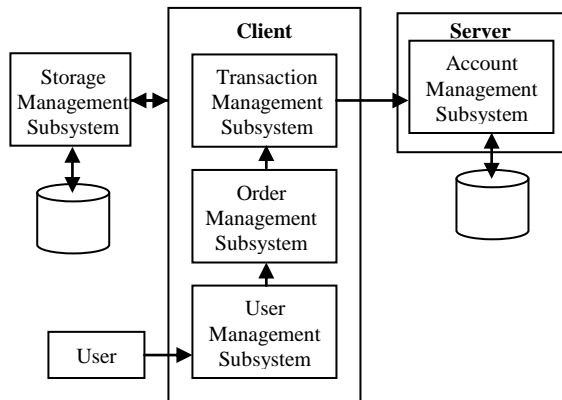 Client
Server
Storage
Management
Subsystem
Transaction
Management
Subsystem
Account
Management
Subsystem
Order
Management
Subsystem
User
Management
Subsystem
User